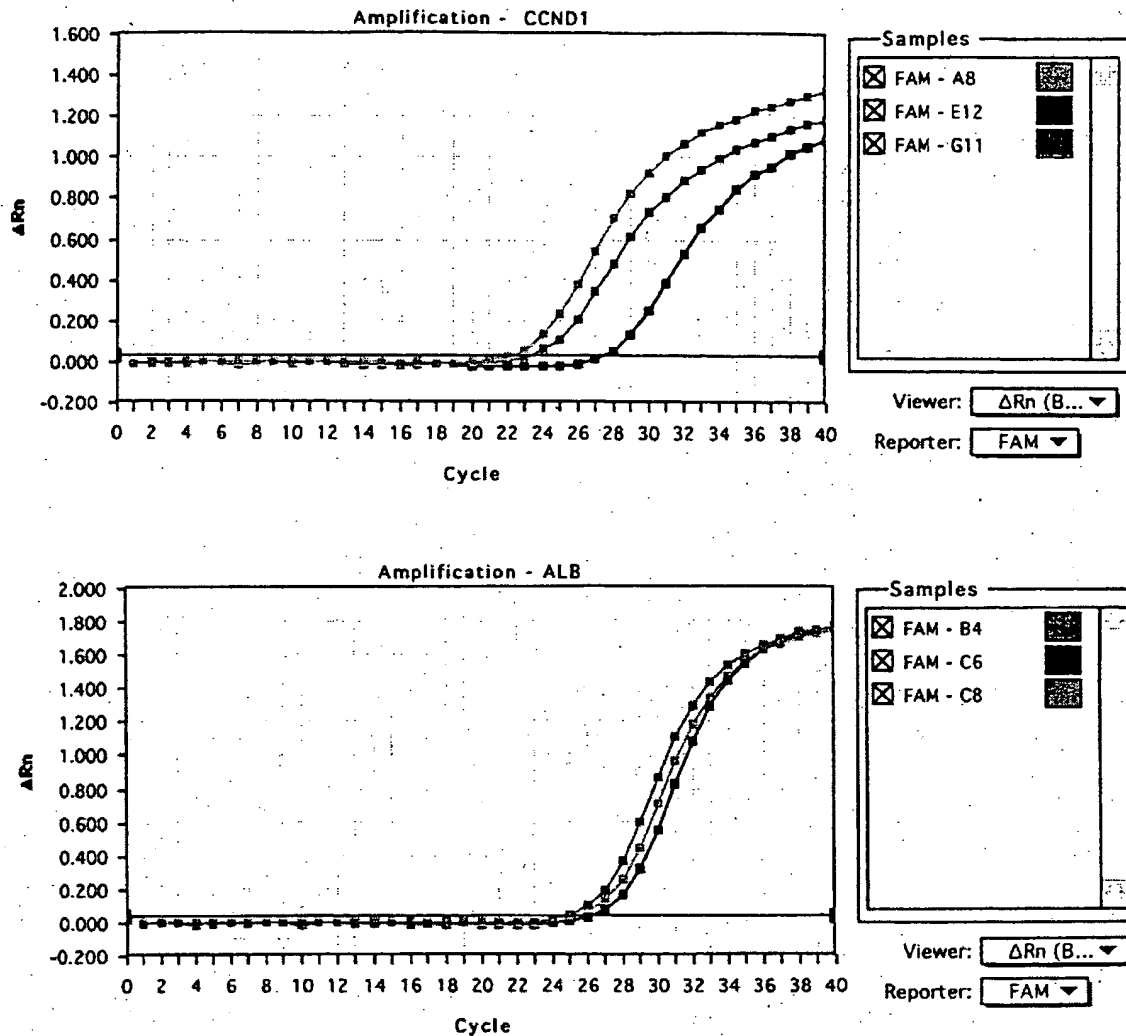 Amplification - CCND1
1.600
1.400
1.200
1.000
0.800
0.600
0.400
0.200
0.000
-0.200
ΔRn
0 2 4 6 8 10 12 14 16 18 20 22 24 26 28 30 32 34 36 38 40
Cycle
Samples
FAM - A8
FAM - E12
FAM - G11
Viewer: ΔRn (B...
Reporter: FAM
Amplification - ALB
2.000
1.800
1.600
1.400
1.200
1.000
0.800
0.600
0.400
0.200
0.000
-0.200
ΔRn
0 2 4 6 8 10 12 14 16 18 20 22 24 26 28 30 32 34 36 38 40
Cycle
Samples
FAM - B4
FAM - C6
FAM - C8
Viewer: ΔRn (B...
Reporter: FAM